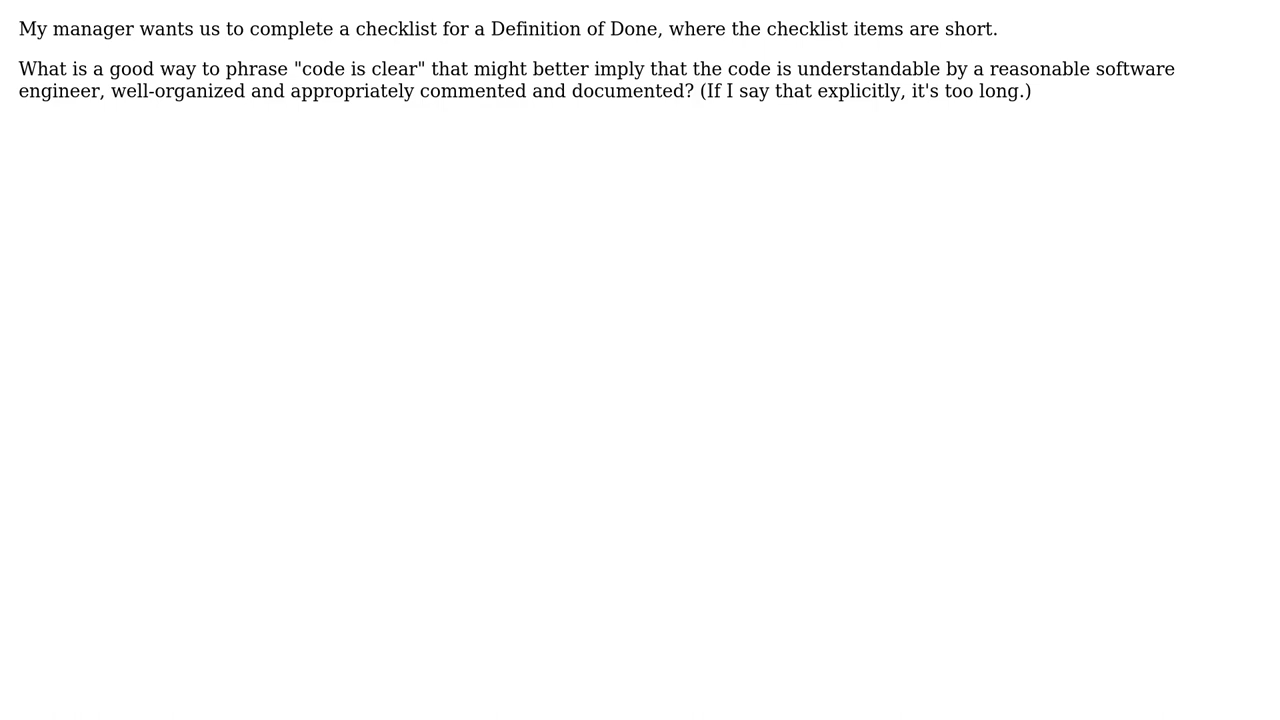 My manager wants us to complete a checklist for a Definition of Done, where the checklist items are short.
What is a good way to phrase "code is clear" that might better imply that the code is understandable by a reasonable software
engineer, well-organized and appropriately commented and documented? (If I say that explicitly, it's too long.)